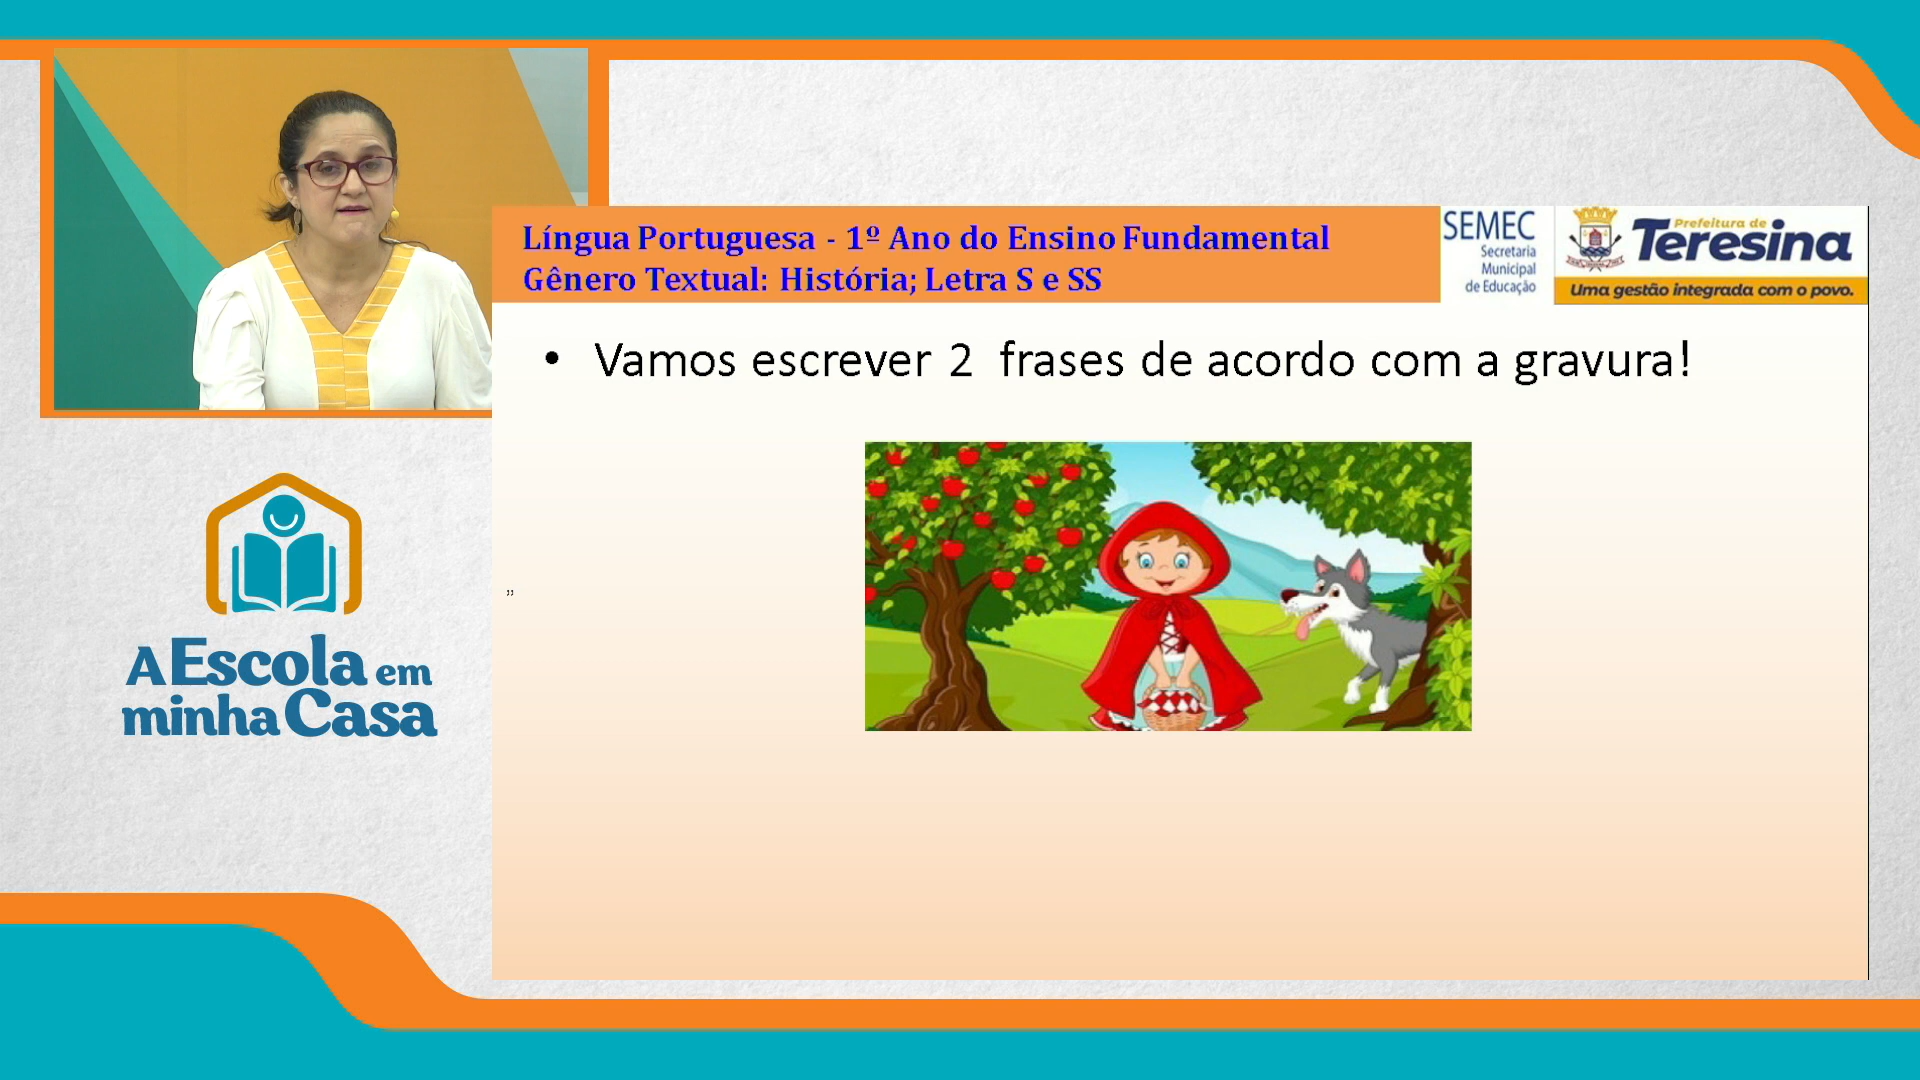 Língua Portuguesa - 1º Ano do Ensino Fundamental
Gênero Textual: História; Letra S e SS
SEMEC
Secretaria
Municipal
de Educação
Prefeitura de
Teresina
Uma gestão integrada com o povo.
• Vamos escrever 2 frases de acordo com a gravura!
”
A Escola em
minha Casa